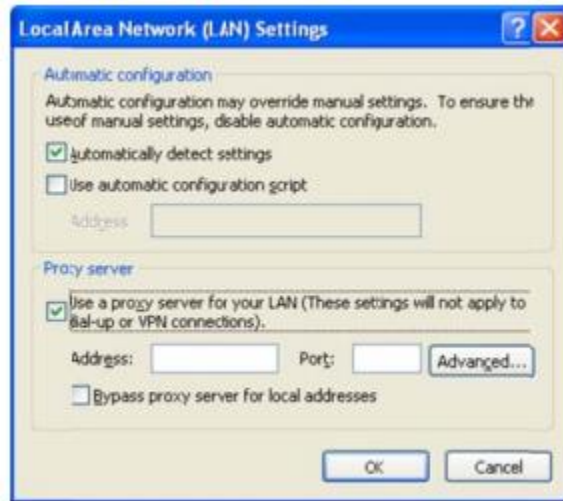 Local Area Network (LAN) Settings
Automatic configuration
Automatic configuration may override manual settings. To ensure the
use of manual settings, disable automatic configuration.
Automatically detect settings
Use automatic configuration script
Address
Proxy server
Use a proxy server for your LAN (These settings will not apply to
dial-up or VPN connections).
Address:
Port:
Advanced...
Bypass proxy server for local addresses
OK
Cancel